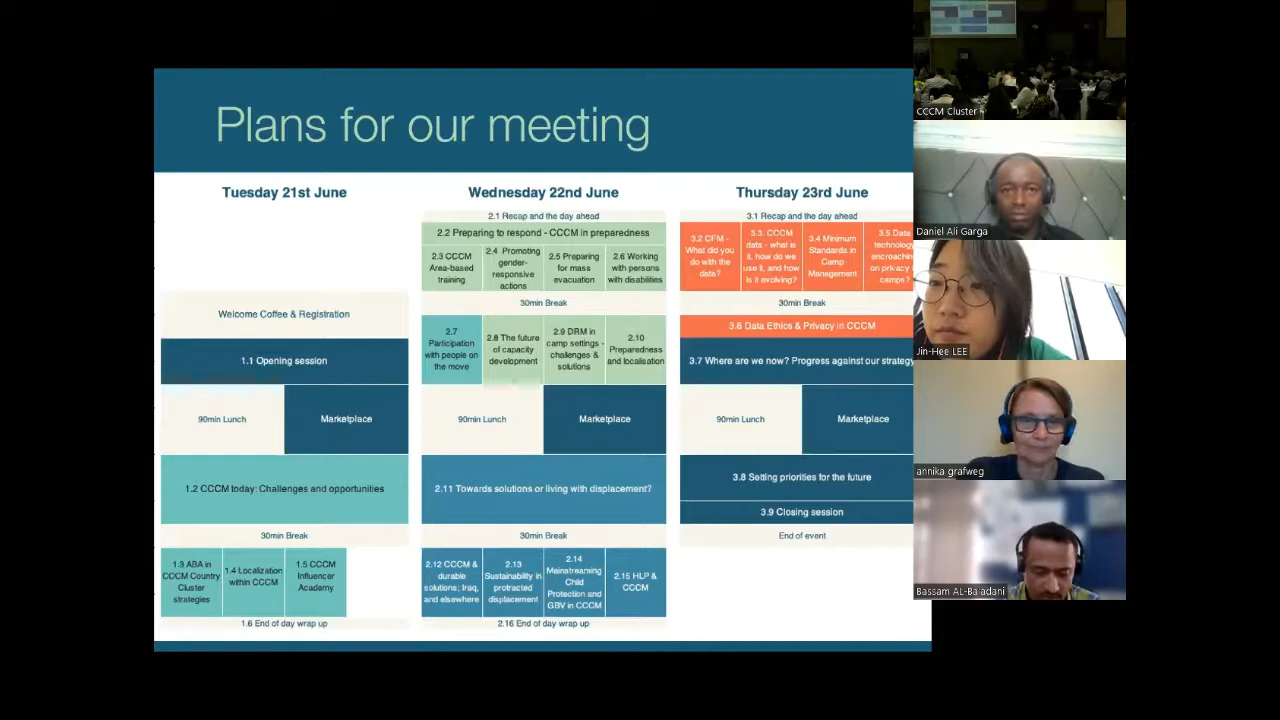 Plans for our meeting
Tuesday 21st June
Welcome Coffee & Registration
1.1 Opening session
90min Lunch
Marketplace
1.2 CCCM today: Challenges and opportunities
30min Break
1.3 ABA in
CCCM Country
Cluster
strategies
1.4 Localization
within CCCM
1.5 CCCM
Influencer
Academy
1.6 End of day wrap up
Wednesday 22nd June
2.1 Recap and the day ahead
2.2 Preparing to respond - CCCM in preparedness
2.3 CCCM
Area-based
training
2.4 Promoting
gender-
responsive
actions
2.5 Preparing
for mass
evacuation
2.6 Working
with persons
with disabilities
30min Break
2.7
Participation
with people on
the move
2.8 The future
of capacity
development
2.9 DRM in
camp settings -
challenges &
solutions
2.10
Preparedness
and localisation
90min Lunch
Marketplace
2.11 Towards solutions or living with displacement?
30min Break
2.12 CCCM &
durable
solutions; Iraq,
and elsewhere
2.13
Sustainability in
protracted
displacement
2.14
Mainstreaming
Child
Protection and
GBV in CCCM
2.15 HLP &
CCCM
2.16 End of day wrap up
Thursday 23rd June
3.1 Recap and the day ahead
3.2 CFM -
What did you
do with the
data?
3.3. CCCM
data - what is
it, how do we
use it, and how
is it evolving?
3.4 Minimum
Standards in
Camp
Management
3.5 Data
technology
encroaching
on privacy
camps?
30min Break
3.6 Data Ethics & Privacy in CCCM
3.7 Where are we now? Progress against our strategy
90min Lunch
Marketplace
3.8 Setting priorities for the future
3.9 Closing session
End of event
CCCM Cluster
Daniel Ali Garga
Jin-Hee LEE
annika grafweg
Bassam AL-Ba'adani